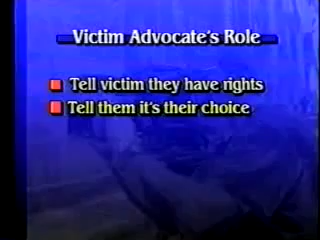 Victim Advocate's Role
Tell victim they have rights
Tell them it's their choice